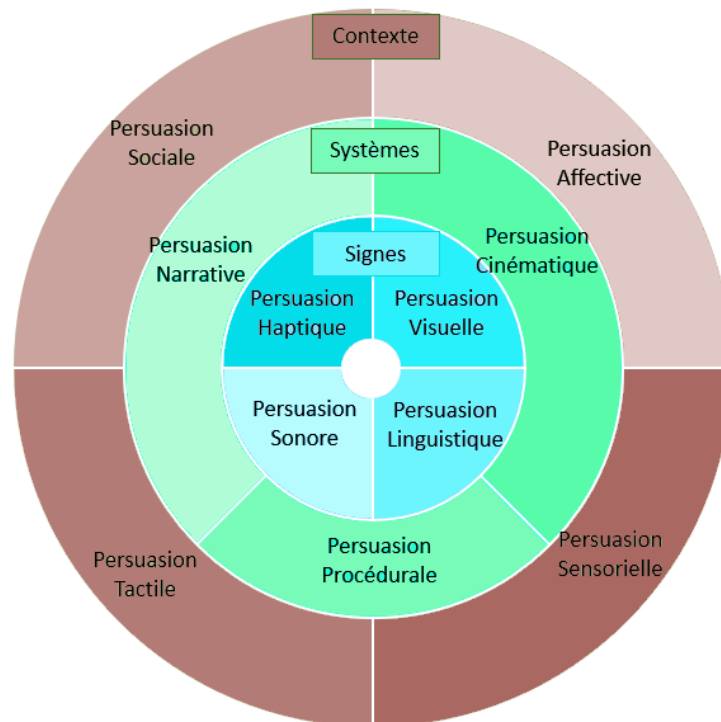 Contexte
Persuasion
Sociale
Persuasion
Affective
Systèmes
Persuasion
Narrative
Persuasion
Cinématique
Signes
Persuasion
Haptique
Persuasion
Visuelle
Persuasion
Sonore
Persuasion
Linguistique
Persuasion
Procédurale
Persuasion
Tactile
Persuasion
Sensorielle